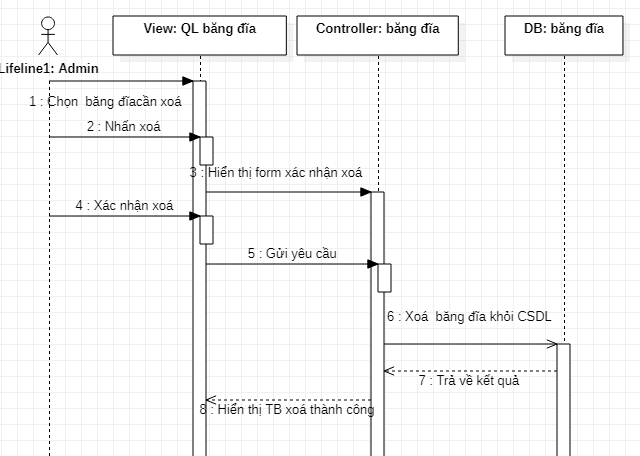 View: QL băng đĩa
Controller: băng đĩa
DB: băng đĩa
Lifeline1: Admin
1 : Chọn  băng đĩacần xoá
2 : Nhấn xoá
3 : Hiển thị form xác nhận xoá
4 : Xác nhận xoá
5 : Gửi yêu cầu
6 : Xoá  băng đĩa khỏi CSDL
7 : Trả về kết quả
8 : Hiển thị TB xoá thành công